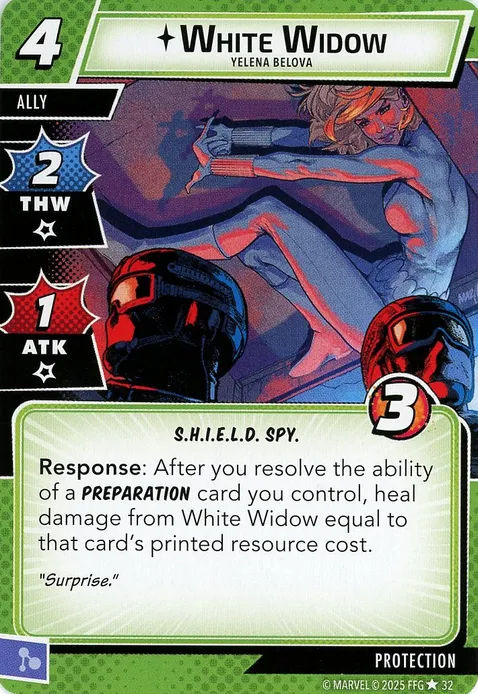 4
WHITE WIDOW
YELENA BELOVA
ALLY
2
THW
1
ATK
3
S.H.I.E.L.D. SPY.
Response: After you resolve the ability
of a PREPARATION card you control, heal
damage from White Widow equal to
that card's printed resource cost.
"Surprise."
PROTECTION
© MARVEL © 2025 FFG ★ 32